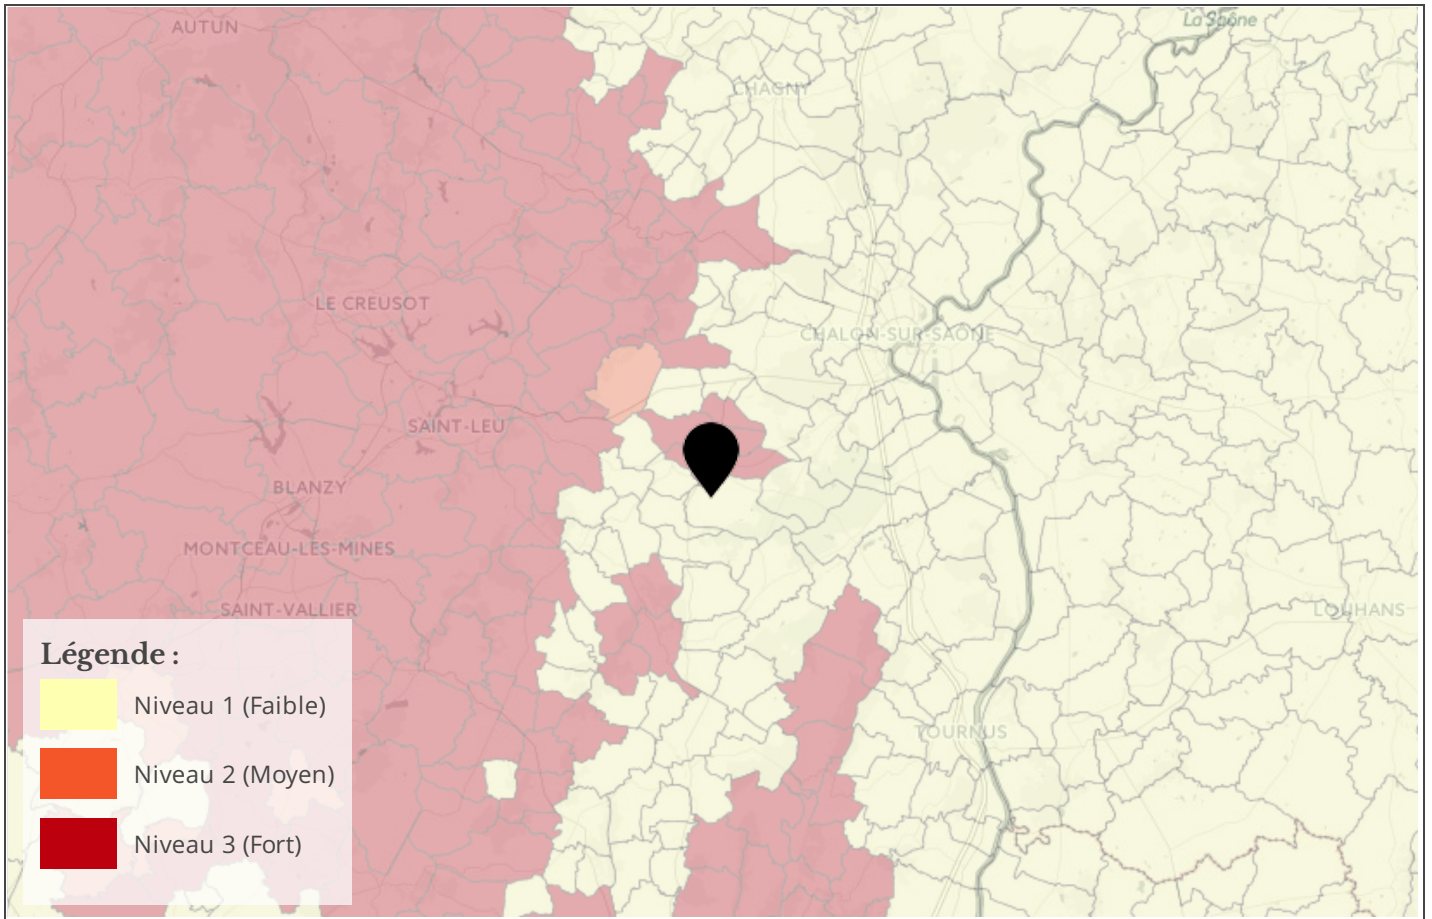 La Saône
AUTUN
CHAGNY
LE CREUSOT
CHALON-SUR-SAÔNE
SAINT-LEU
BLANZY
MONTCEAU-LES-MINES
SAINT-VALLIER
LOUHANS
TOURNUS
Légende :
Niveau 1 (Faible)
Niveau 2 (Moyen)
Niveau 3 (Fort)